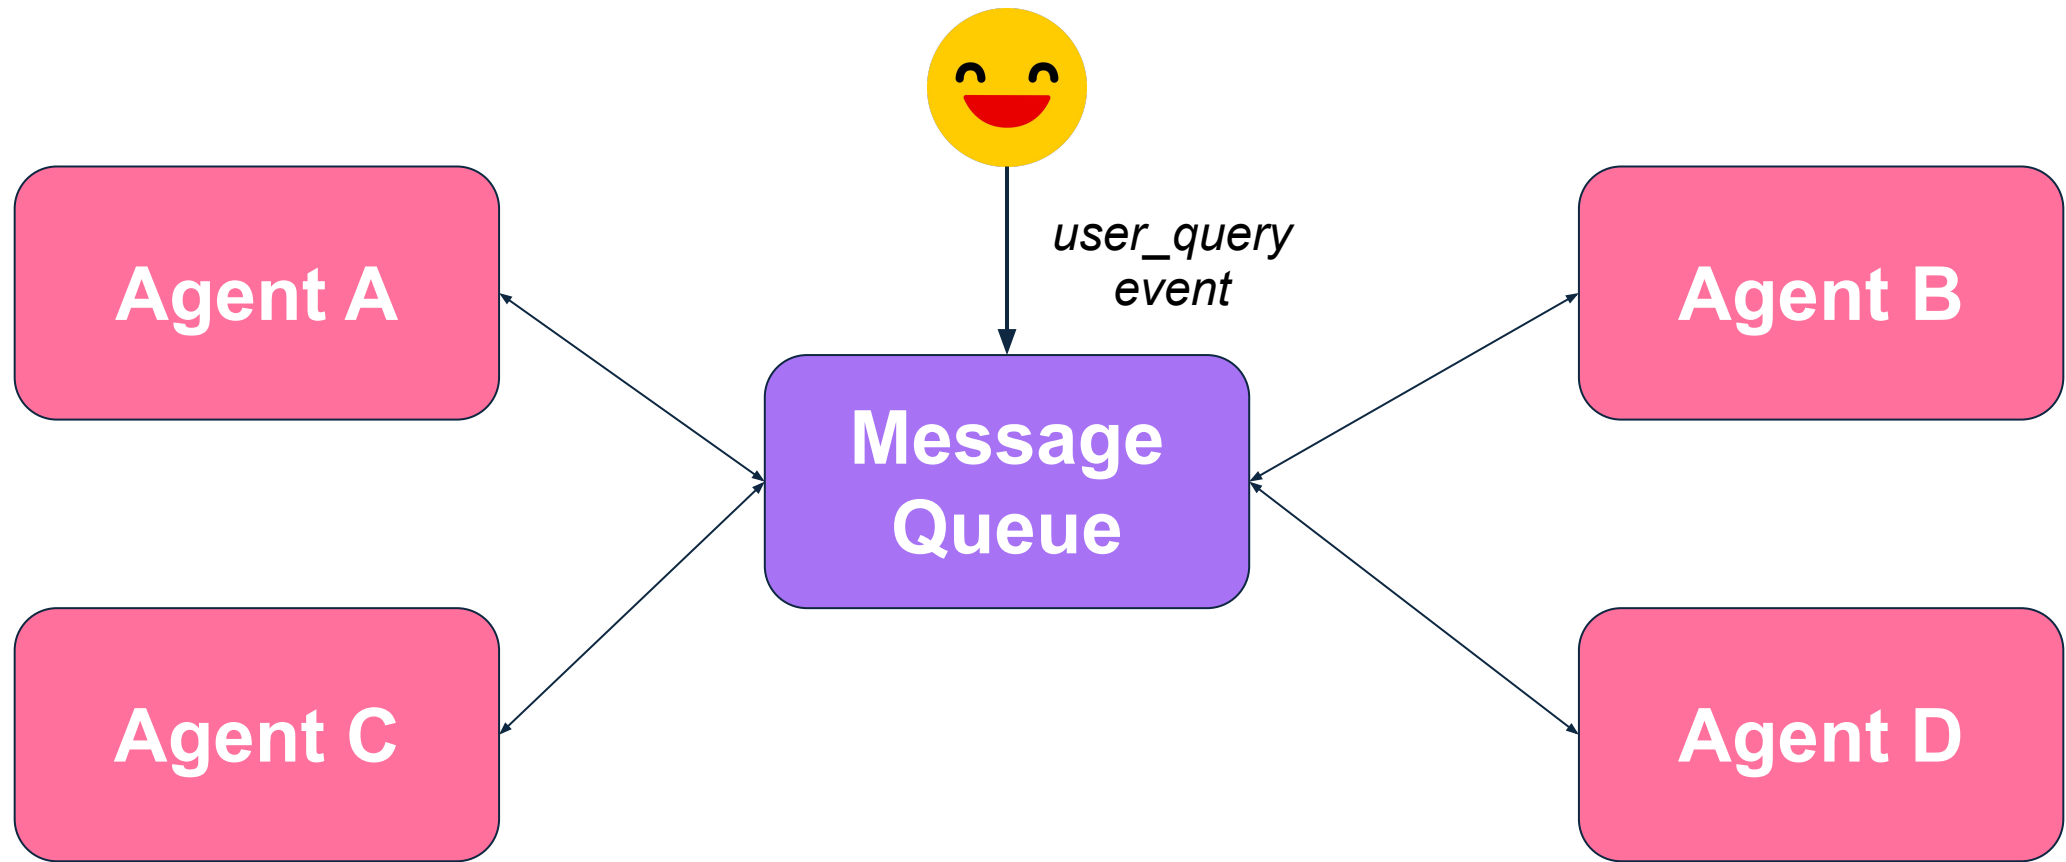 user_query
event
Agent A
Agent B
Message
Queue
Agent C
Agent D